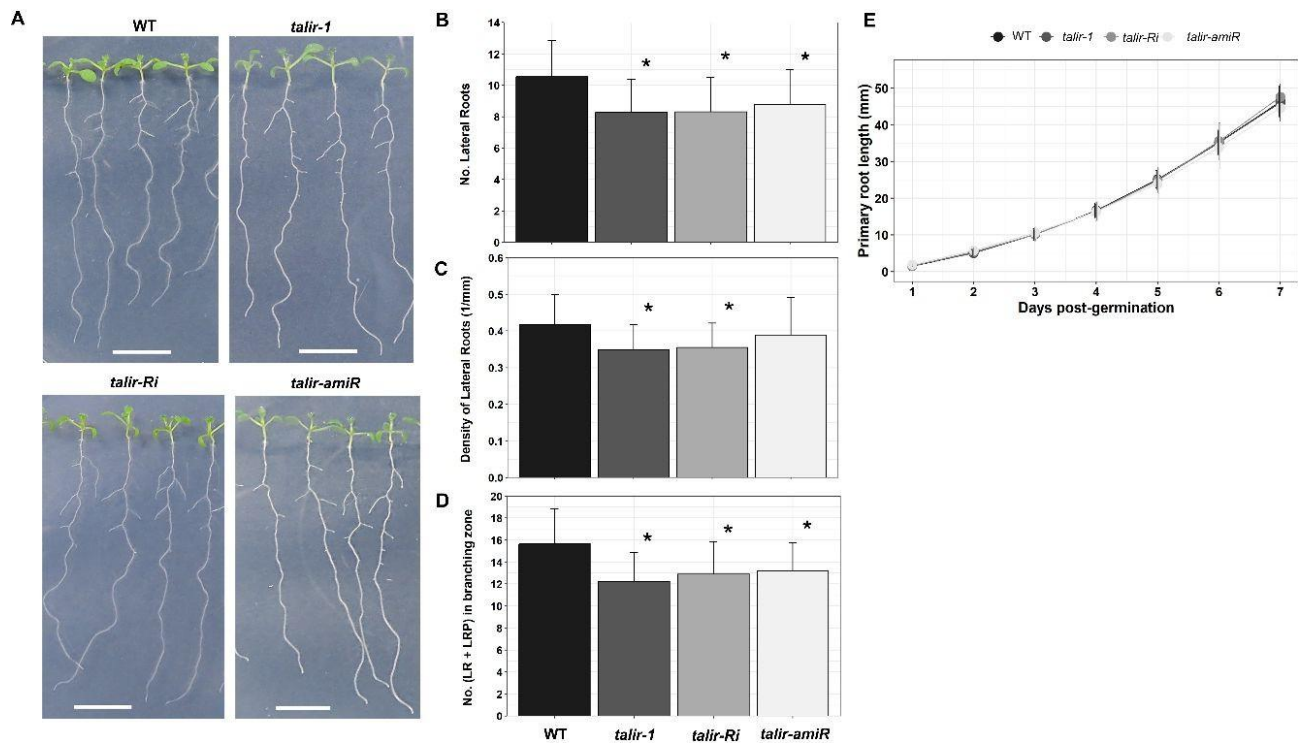 A
WT
talir-1
talir-Ri
talir-amiR
B
No. Lateral Roots
14
12
10
8
6
4
2
0
*
*
*
C
Density of Lateral Roots (1/mm)
0.6
0.5
0.4
0.3
0.2
0.1
0.0
*
*
D
No. (LR + LRP) in branching zone
20
18
16
14
12
10
8
6
4
2
0
*
*
*
WT
talir-1
talir-Ri
talir-amiR
E
WT talir-1 talir-Ri talir-amiR
Primary root length (mm)
50
40
30
20
10
0
1 2 3 4 5 6 7
Days post-germination